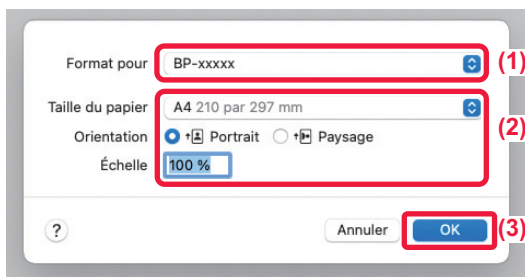 Format pour BP-xxxxx (1)
Taille du papier A4 210 par 297 mm
Orientation Portrait Paysage (2)
Échelle 100 %
? Annuler OK (3)